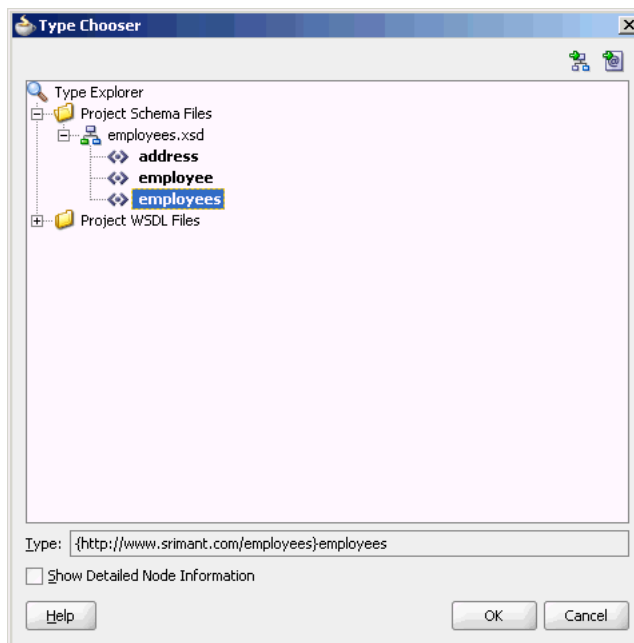 Type Chooser
Type Explorer
Project Schema Files
employees.xsd
address
employee
employees
Project WSDL Files
Type: {http://www.srimant.com/employees}employees
Show Detailed Node Information
Help OK Cancel